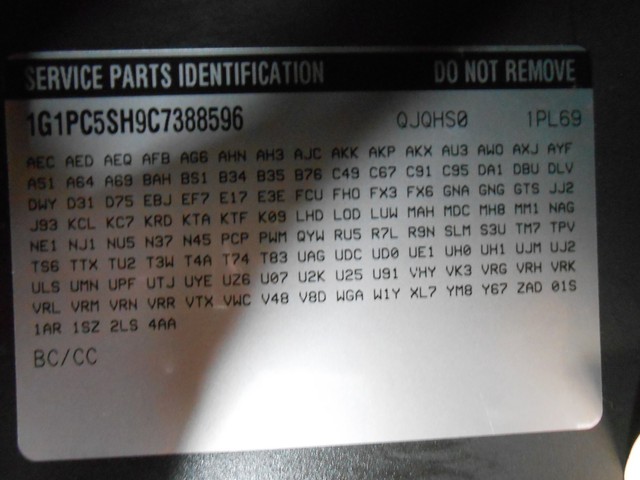 SERVICE PARTS IDENTIFICATION DO NOT REMOVE
1G1PC5SH9C7388596 QJQHS0 1PL69
AEC AED AEQ AFB AG6 AHN AH3 AJC AKK AKP AKX AU3 AWO AXJ AYF
A51 A64 A69 BAH BS1 B34 B35 B76 C49 C67 C91 C95 DA1 DBU DLV
DWY D31 D75 EBJ EF7 E17 E3E FCU FHO FX3 FX6 GNA GNG GTS JJ2
J93 KCL KC7 KRD KTA KTF K09 LHD LOD LUW MAH MDC MH8 MM1 NAG
NE1 NJ1 NU5 N37 N45 PCP PWM QYW RU5 R7L R9N SLM S3U TM7 TPV
TS6 TTX TU2 T3W T4A T74 T83 UAG UDC UD0 UE1 UH0 UH1 UJM UJ2
ULS UMN UPF UTJ UYE UZ6 U07 U2K U25 U91 VHY VK3 VRG VRH VRK
VRL VRM VRN VRR VTX VWC V48 V8D WGA W1Y XL7 YM8 Y67 ZAD 01S
1AR 1SZ 2LS 4AA
BC/CC